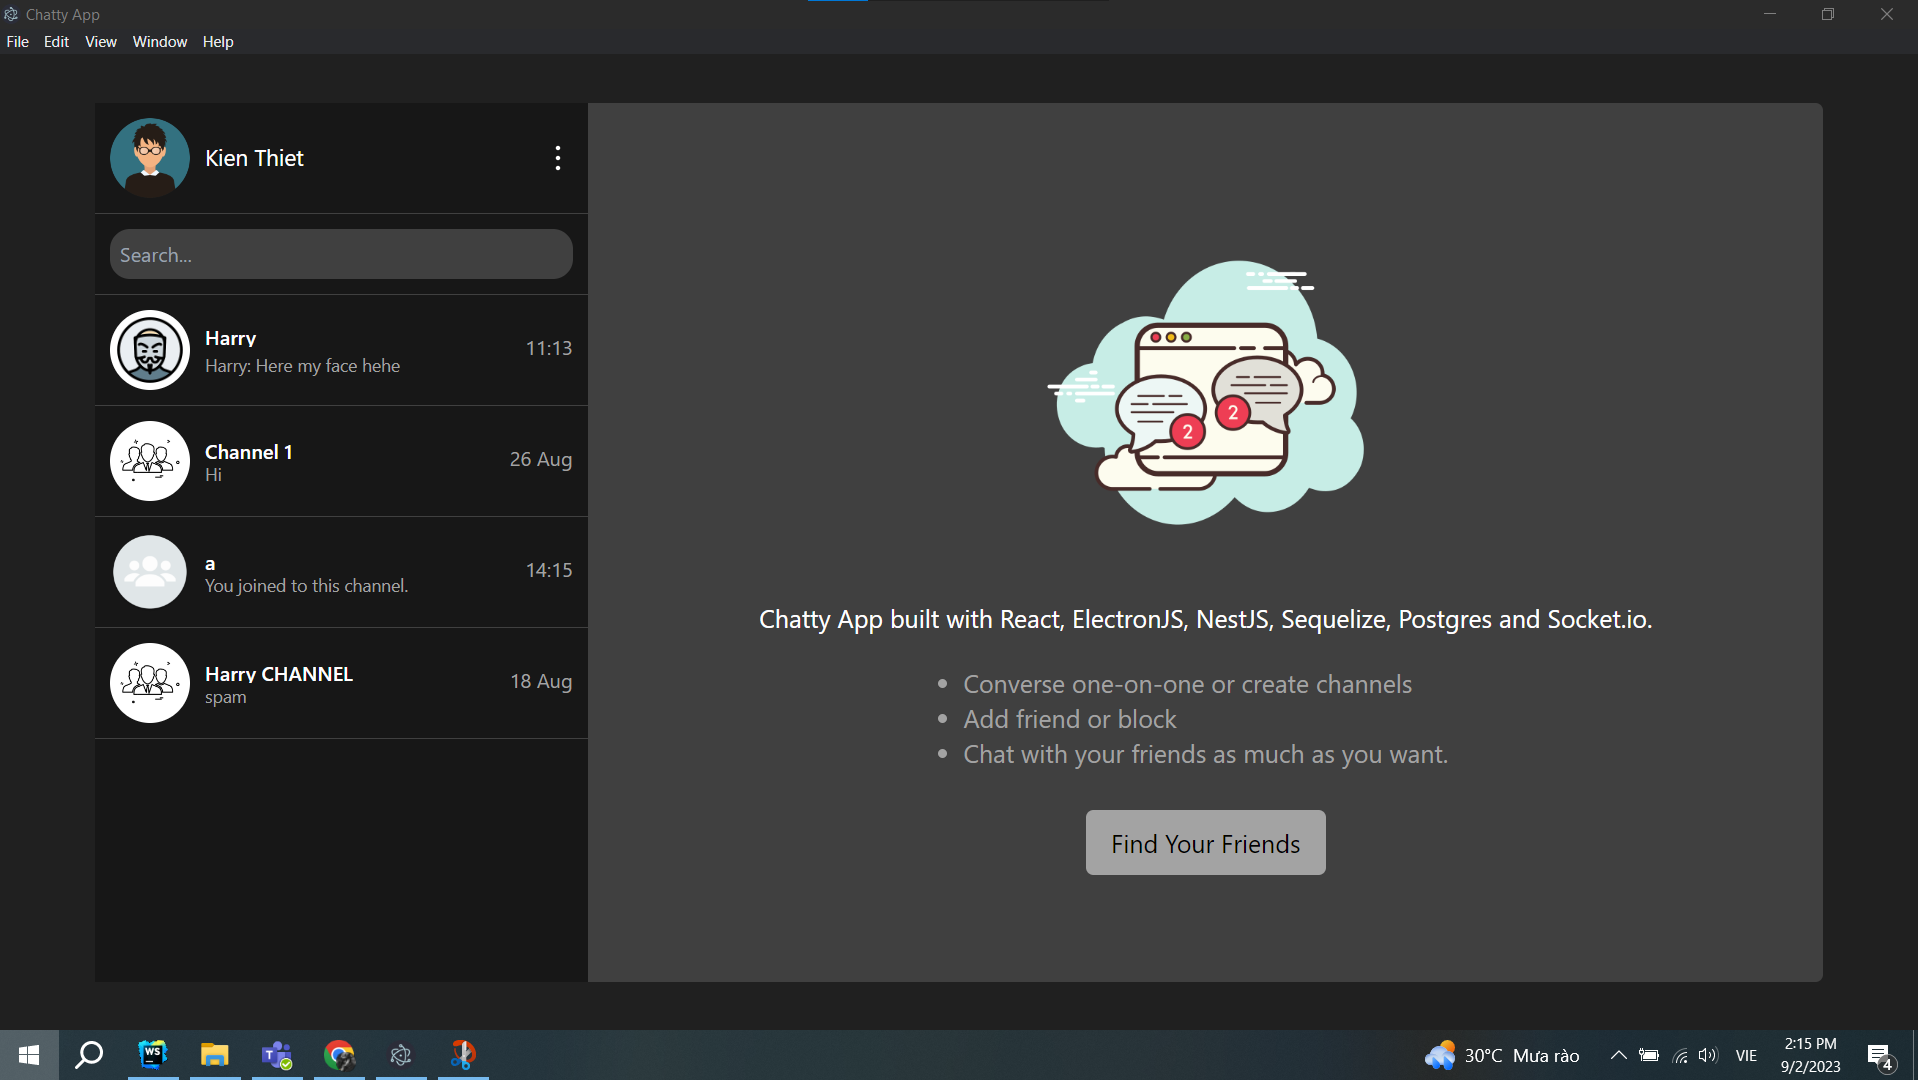 Chatty App
File Edit View Window Help
Kien Thiet
Search...
Harry
11:13
Harry: Here my face hehe
Channel 1
26 Aug
Hi
a
14:15
You joined to this channel.
Harry CHANNEL
18 Aug
spam
2
2
Chatty App built with React, ElectronJS, NestJS, Sequelize, Postgres and Socket.io.
Converse one-on-one or create channels
Add friend or block
Chat with your friends as much as you want.
Find Your Friends
WS
T
30°C Mưa rào
VIE
2:15 PM
9/2/2023
4